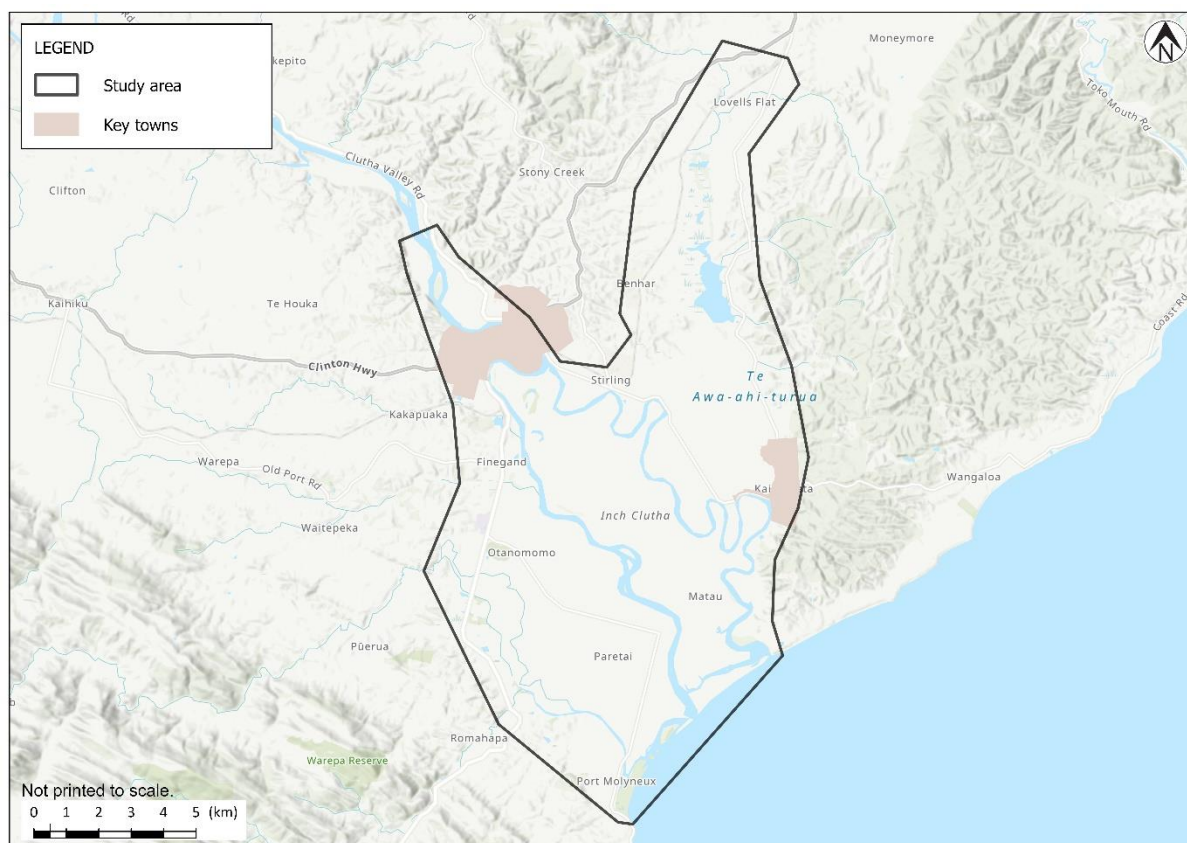 LEGEND
Study area
Key towns
N
Moneymore
kepito
Lovells Flat
Toko Mouth Rd
Clutha Valley Rd
Stony Creek
Clifton
Benhar
Te Houka
Kaihiku
Coast Rd
Clinton Hwy
Stirling
Te
Awa-ahi-turua
Kakapuaka
Warepa
Old Port Rd
Finegand
Wangaloa
Inch Clutha
Waitepeka
Otanomomo
Matau
Pūerua
Paretai
Romahapa
Warepa Reserve
Port Molyneux
Not printed to scale.
0 1 2 3 4 5 (km)